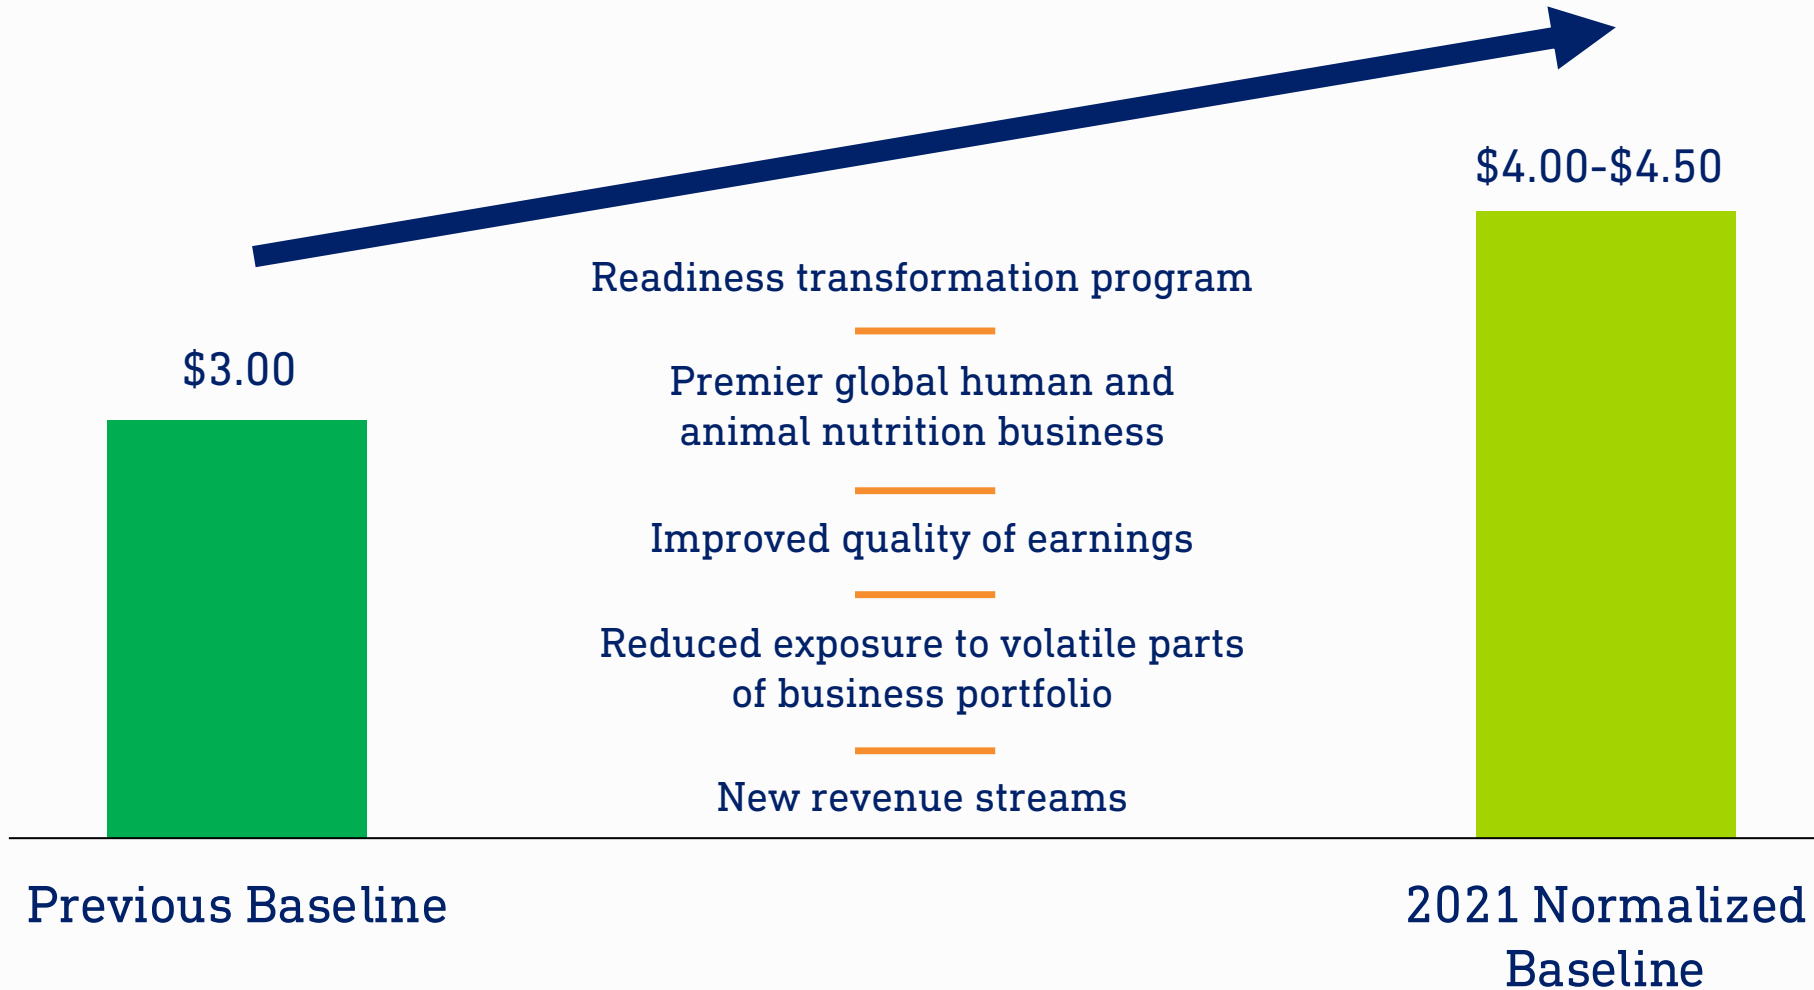 $4.00-$4.50
Readiness transformation program
$3.00
Premier global human and
animal nutrition business
Improved quality of earnings
Reduced exposure to volatile parts
of business portfolio
New revenue streams
Previous Baseline
2021 Normalized
Baseline